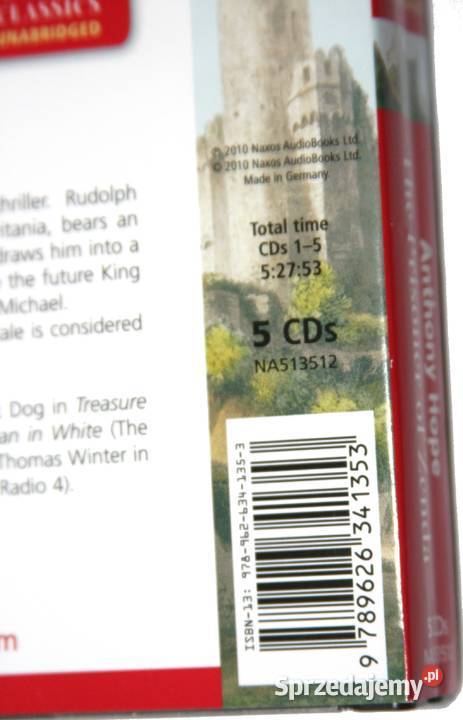 CLASSICS
UNABRIDGED
thriller. Rudolph
itania, bears an
draws him into a
the future King
Michael.
ale is considered
Dog in Treasure
an in White (The
Thomas Winter in
Radio 4).
℗ 2010 Naxos AudioBooks Ltd.
© 2010 Naxos AudioBooks Ltd.
Made in Germany
Total time
CDs 1–5
5:27:53
5 CDs
NA513512
ISBN-13: 978-962-634-135-3
9 789626 341353
Anthony Hope
The Prisoner of Zenda
Sprzedajemy.pl